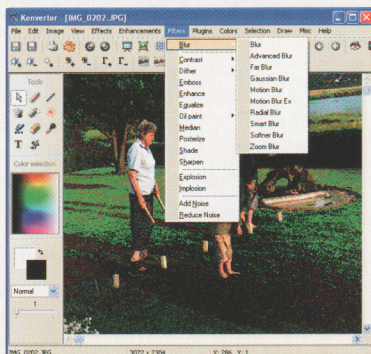 Konvertor - [IMG_0202.JPG]
File Edit Image View Effects Enhancements Filters Plugins Colors Selection Draw Misc Help
Tools
Color selection
Normal
1
Blur
Contrast
Dither
Emboss
Enhance
Equalize
Oil paint
Median
Posterize
Shade
Sharpen
Explosion
Implosion
Add Noise
Reduce Noise
Blur
Advanced Blur
Far Blur
Gaussian Blur
Motion Blur
Motion Blur Ex
Radial Blur
Smart Blur
Softner Blur
Zoom Blur
IMG_0202.JPG 3072 x 2304 X: 286, Y: 1